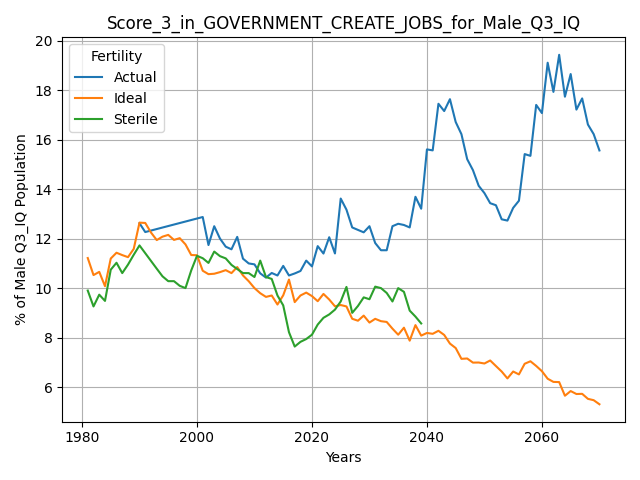 Score_3_in_GOVERNMENT_CREATE_JOBS_for_Male_Q3_IQ
Fertility
Actual
Ideal
Sterile
% of Male Q3_IQ Population
20
18
16
14
12
10
8
6
1980
2000
2020
2040
2060
Years